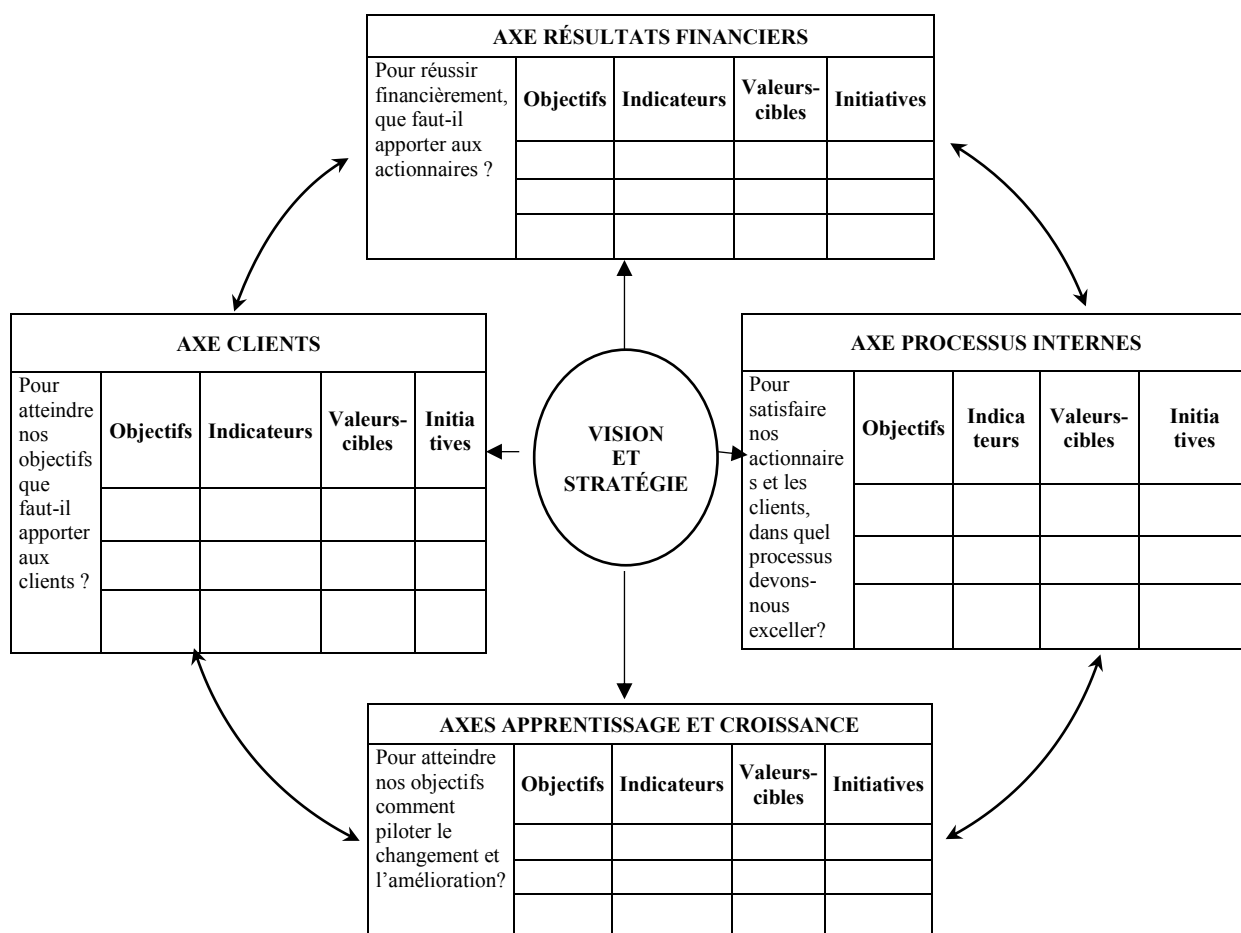 AXE RÉSULTATS FINANCIERS
Pour réussir
financièrement,
que faut-il
apporter aux
actionnaires ?
Objectifs
Indicateurs
Valeurs-
cibles
Initiatives
AXE CLIENTS
Pour
atteindre
nos
objectifs
que
faut-il
apporter
aux
clients ?
Objectifs
Indicateurs
Valeurs-
cibles
Initia
tives
VISION
ET
STRATÉGIE
AXE PROCESSUS INTERNES
Pour
satisfaire
nos
actionnaire
s et les
clients,
dans quel
processus
devons-
nous
exceller?
Objectifs
Indica
teurs
Valeurs-
cibles
Initia
tives
AXES APPRENTISSAGE ET CROISSANCE
Pour atteindre
nos objectifs
comment
piloter le
changement et
l’amélioration?
Objectifs
Indicateurs
Valeurs-
cibles
Initiatives